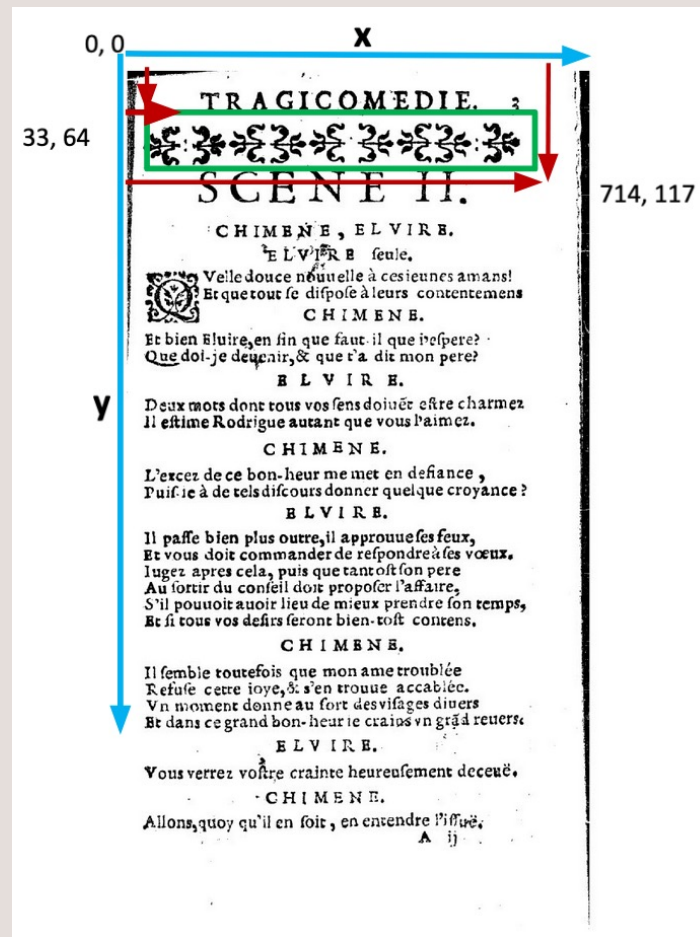 0, 0
x
TRAGICOMEDIE. 3
33, 64
714, 117
SCENE II.
CHIMENE, ELVIRE.
ELVIRE ſeule.
QVelle douce nouuelle à ces ieunes amans!
Et que tout ſe diſpoſe à leurs contentemens
CHIMENE.
Et bien Eluire, en fin que faut-il que i'eſpere?
Que doi-je deuenir, & que t'a dit mon pere?
ELVIRE.
y
Deux mots dont tous vos ſens doiuẽt eſtre charmez
Il eſtime Rodrigue autant que vous l'aimez.
CHIMENE.
L'excez de ce bon-heur me met en defiance,
Puiſ-ie à de tels diſcours donner quelque croyance?
ELVIRE.
Il paſſe bien plus outre, il approuue ſes feux,
Et vous doit commander de reſpondre à ſes vœux.
Iugez apres cela, puis que tantoſt ſon pere
Au ſortir du conſeil doit propoſer l'affaire,
S'il pouuoit auoir lieu de mieux prendre ſon temps,
Et ſi tous vos deſirs ſeront bien-toſt contens.
CHIMENE.
Il ſemble toutefois que mon ame troublée
Refuſe cette ioye, & s'en trouue accablée.
Vn moment donne au ſort des viſages diuers
Et dans ce grand bon-heur ie crains vn grãd reuers.
ELVIRE.
Vous verrez voſtre crainte heureuſement deceuë.
CHIMENE.
Allons, quoy qu'il en ſoit, en entendre l'iſſuë.
A ij